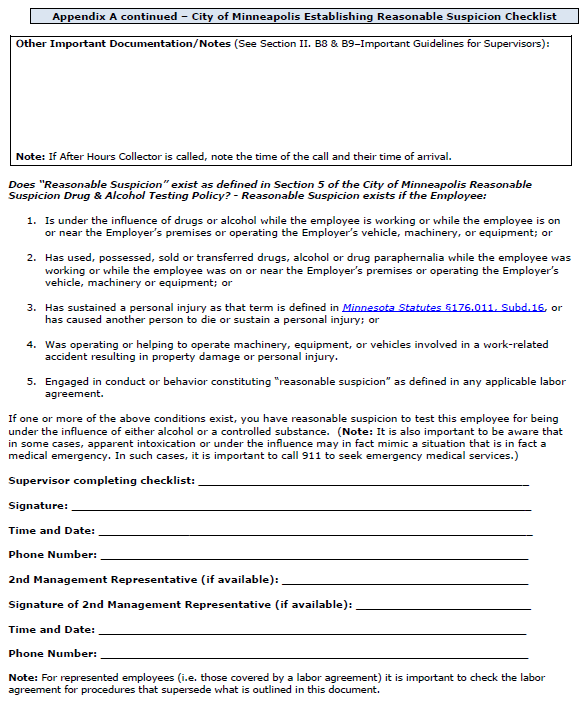 Appendix A continued – City of Minneapolis Establishing Reasonable Suspicion Checklist
Other Important Documentation/Notes (See Section II. B8 & B9–Important Guidelines for Supervisors):
Note: If After Hours Collector is called, note the time of the call and their time of arrival.
Does “Reasonable Suspicion” exist as defined in Section 5 of the City of Minneapolis Reasonable
Suspicion Drug & Alcohol Testing Policy? - Reasonable Suspicion exists if the Employee:
1. Is under the influence of drugs or alcohol while the employee is working or while the employee is on
or near the Employer’s premises or operating the Employer’s vehicle, machinery, or equipment; or
2. Has used, possessed, sold or transferred drugs, alcohol or drug paraphernalia while the employee was
working or while the employee was on or near the Employer’s premises or operating the Employer’s
vehicle, machinery or equipment; or
3. Has sustained a personal injury as that term is defined in Minnesota Statutes §176.011, Subd.16, or
has caused another person to die or sustain a personal injury; or
4. Was operating or helping to operate machinery, equipment, or vehicles involved in a work-related
accident resulting in property damage or personal injury.
5. Engaged in conduct or behavior constituting “reasonable suspicion” as defined in any applicable labor
agreement.
If one or more of the above conditions exist, you have reasonable suspicion to test this employee for being
under the influence of either alcohol or a controlled substance. (Note: It is also important to be aware that
in some cases, apparent intoxication or under the influence may in fact mimic a situation that is in fact a
medical emergency. In such cases, it is important to call 911 to seek emergency medical services.)
Supervisor completing checklist:
Signature:
Time and Date:
Phone Number:
2nd Management Representative (if available):
Signature of 2nd Management Representative (if available):
Time and Date:
Phone Number:
Note: For represented employees (i.e. those covered by a labor agreement) it is important to check the labor
agreement for procedures that supersede what is outlined in this document.